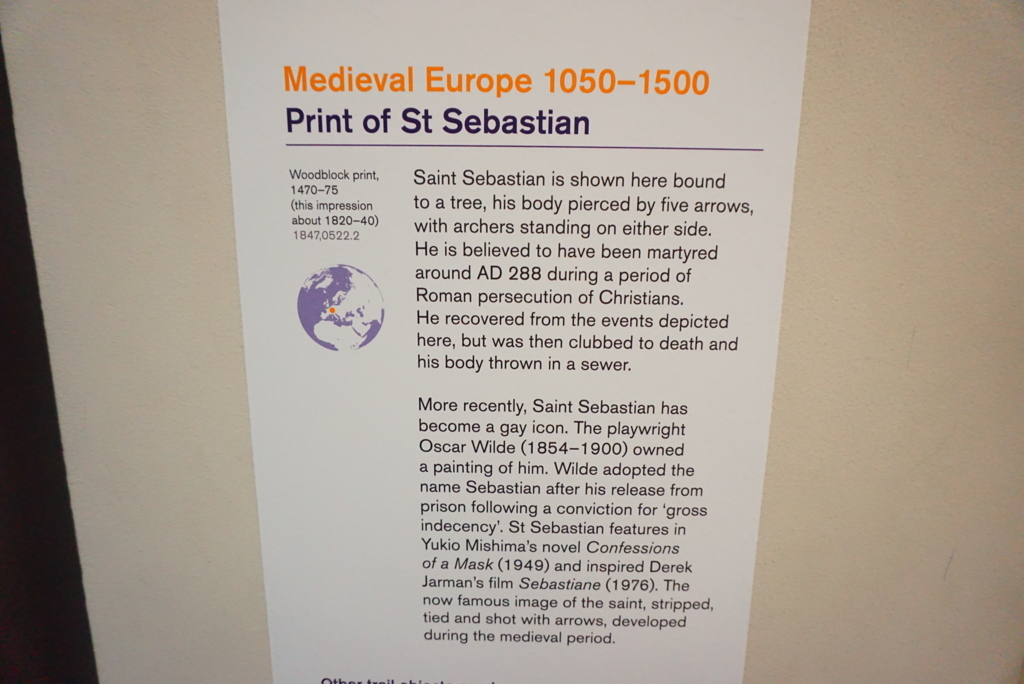 Medieval Europe 1050–1500
Print of St Sebastian
Woodblock print,
1470–75
(this impression
about 1820–40)
1847,0522.2
Saint Sebastian is shown here bound
to a tree, his body pierced by five arrows,
with archers standing on either side.
He is believed to have been martyred
around AD 288 during a period of
Roman persecution of Christians.
He recovered from the events depicted
here, but was then clubbed to death and
his body thrown in a sewer.
More recently, Saint Sebastian has
become a gay icon. The playwright
Oscar Wilde (1854–1900) owned
a painting of him. Wilde adopted the
name Sebastian after his release from
prison following a conviction for ‘gross
indecency’. St Sebastian features in
Yukio Mishima’s novel Confessions
of a Mask (1949) and inspired Derek
Jarman’s film Sebastiane (1976). The
now famous image of the saint, stripped,
tied and shot with arrows, developed
during the medieval period.
Other trail objects